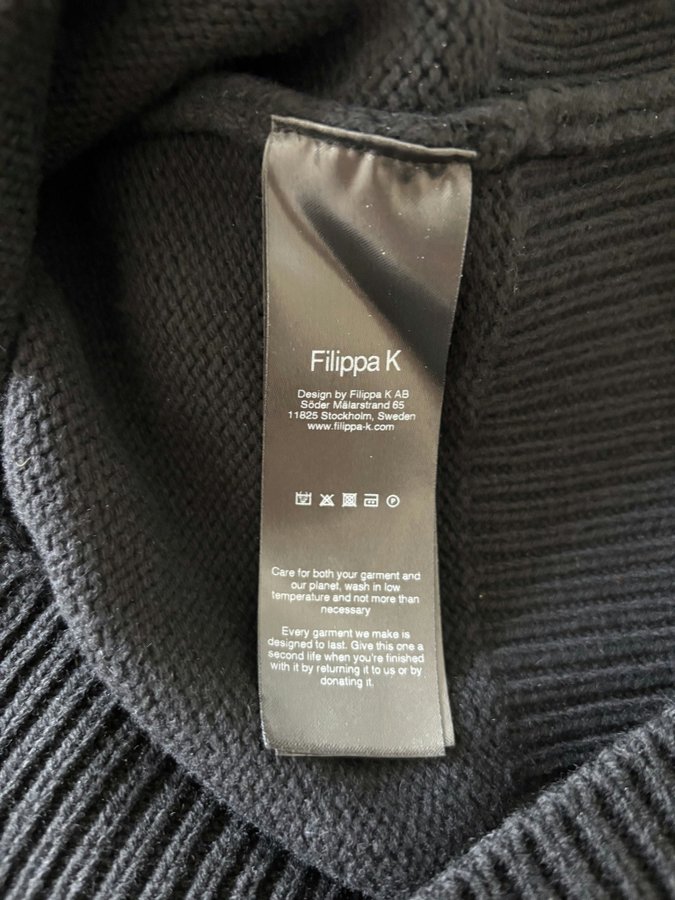 Filippa K
Design by Filippa K AB
Söder Mälarstrand 65
11825 Stockholm, Sweden
www.filippa-k.com
P
Care for both your garment and
our planet, wash in low
temperature and not more than
necessary
Every garment we make is
designed to last. Give this one a
second life when you're finished
with it by returning it to us or by
donating it.